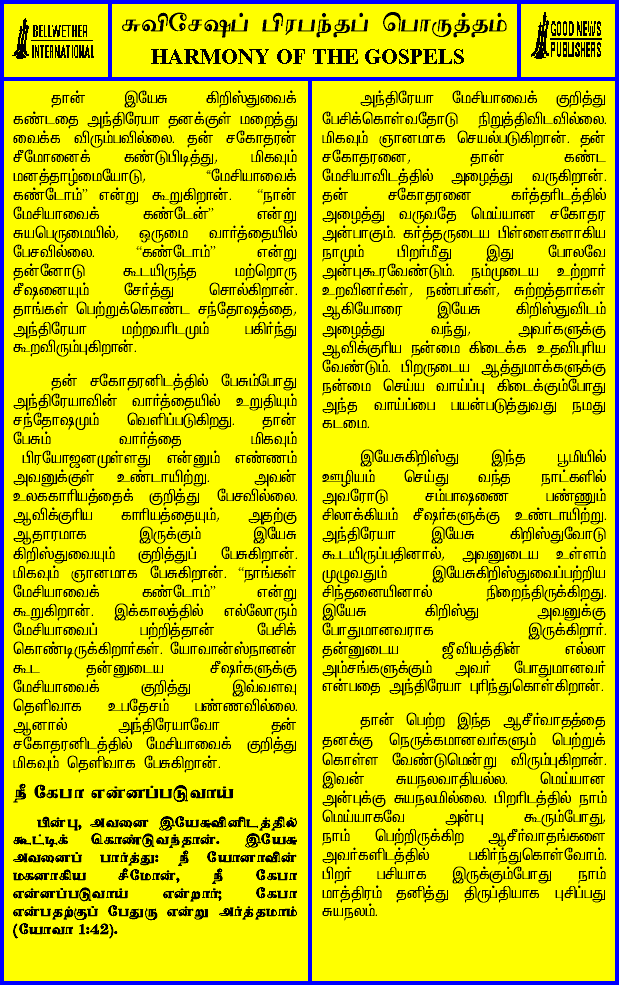 BELLWETHER
INTERNATIONAL
சுவிசேஷப் பிரபந்தப் பொருத்தம்
HARMONY OF THE GOSPELS
GOOD NEWS
PUBLISHERS
தான் இயேசு கிறிஸ்துவைக்
கண்டதை அந்திரேயா தனக்குள் மறைத்து
வைக்க விரும்பவில்லை. தன் சகோதரன்
சீமோனைக் கண்டுபிடித்து, மிகவும்
மனத்தாழ்மையோடு, “மேசியாவைக்
கண்டோம்” என்று கூறுகிறான். “நான்
மேசியாவைக் கண்டேன்” என்று
சுயபெருமையில், ஒருமை வார்த்தையில்
பேசவில்லை. “கண்டோம்” என்று
தன்னோடு கூடயிருந்த மற்றொரு
சீஷனையும் சேர்த்து சொல்கிறான்.
தாங்கள் பெற்றுக்கொண்ட சந்தோஷத்தை,
அந்திரேயா மற்றவரிடமும் பகிர்ந்து
கூறவிரும்புகிறான்.
தன் சகோதரனிடத்தில் பேசும்போது
அந்திரேயாவின் வார்த்தையில் உறுதியும்
சந்தோஷமும் வெளிப்படுகிறது. தான்
பேசும் வார்த்தை மிகவும்
பிரயோஜனமுள்ளது என்னும் எண்ணம்
அவனுக்குள் உண்டாயிற்று. அவன்
உலககாரியத்தைக் குறித்து பேசவில்லை.
ஆவிக்குரிய காரியத்தையும், அதற்கு
ஆதாரமாக இருக்கும் இயேசு
கிறிஸ்துவையும் குறித்துப் பேசுகிறான்.
மிகவும் ஞானமாக பேசுகிறான். “நாங்கள்
மேசியாவைக் கண்டோம்” என்று
கூறுகிறான். இக்காலத்தில் எல்லோரும்
மேசியாவைப் பற்றித்தான் பேசிக்
கொண்டிருக்கிறார்கள். யோவான்ஸ்நானன்
கூட தன்னுடைய சீஷர்களுக்கு
மேசியாவைக் குறித்து இவ்வளவு
தெளிவாக உபதேசம் பண்ணவில்லை.
ஆனால் அந்திரேயாவோ தன்
சகோதரனிடத்தில் மேசியாவைக் குறித்து
மிகவும் தெளிவாக பேசுகிறான்.
நீ கேபா என்னப்படுவாய்
பின்பு, அவனை இயேசுவினிடத்தில்
கூட்டிக் கொண்டுவந்தான். இயேசு
அவனைப் பார்த்து: நீ யோனாவின்
மகனாகிய சீமோன், நீ கேபா
என்னப்படுவாய் என்றார்; கேபா
என்பதற்குப் பேதுரு என்று அர்த்தமாம்
(யோவா 1:42).
அந்திரேயா மேசியாவைக் குறித்து
பேசிக்கொள்வதோடு நிறுத்திவிடவில்லை.
மிகவும் ஞானமாக செயல்படுகிறான். தன்
சகோதரனை, தான் கண்ட
மேசியாவிடத்தில் அழைத்து வருகிறான்.
தன் சகோதரனை கர்த்தரிடத்தில்
அழைத்து வருவதே மெய்யான சகோதர
அன்பாகும். கர்த்தருடைய பிள்ளைகளாகிய
நாமும் பிறர்மீது இது போலவே
அன்புகூரவேண்டும். நம்முடைய உற்றார்
உறவினர்கள், நண்பர்கள், சுற்றத்தார்கள்
ஆகியோரை இயேசு கிறிஸ்துவிடம்
அழைத்து வந்து, அவர்களுக்கு
ஆவிக்குரிய நன்மை கிடைக்க உதவிபுரிய
வேண்டும். பிறருடைய ஆத்துமாக்களுக்கு
நன்மை செய்ய வாய்ப்பு கிடைக்கும்போது
அந்த வாய்ப்பை பயன்படுத்துவது நமது
கடமை.
இயேசுகிறிஸ்து இந்த பூமியில்
ஊழியம் செய்து வந்த நாட்களில்
அவரோடு சம்பாஷணை பண்ணும்
சிலாக்கியம் சீஷர்களுக்கு உண்டாயிற்று.
அந்திரேயா இயேசு கிறிஸ்துவோடு
கூடயிருப்பதினால், அவனுடைய உள்ளம்
முழுவதும் இயேசுகிறிஸ்துவைப்பற்றிய
சிந்தனையினால் நிறைந்திருக்கிறது.
இயேசு கிறிஸ்து அவனுக்கு
போதுமானவராக இருக்கிறார்.
தன்னுடைய ஜீவியத்தின் எல்லா
அம்சங்களுக்கும் அவர் போதுமானவர்
என்பதை அந்திரேயா புரிந்துகொள்கிறான்.
தான் பெற்ற இந்த ஆசீர்வாதத்தை
தனக்கு நெருக்கமானவர்களும் பெற்றுக்
கொள்ள வேண்டுமென்று விரும்புகிறான்.
இவன் சுயநலவாதியல்ல. மெய்யான
அன்புக்கு சுயநலமில்லை. பிறரிடத்தில் நாம்
மெய்யாகவே அன்பு கூரும்போது,
நாம் பெற்றிருக்கிற ஆசீர்வாதங்களை
அவர்களிடத்தில் பகிர்ந்துகொள்வோம்.
பிறர் பசியாக இருக்கும்போது நாம்
மாத்திரம் தனித்து திருப்தியாக புசிப்பது
சுயநலம்.